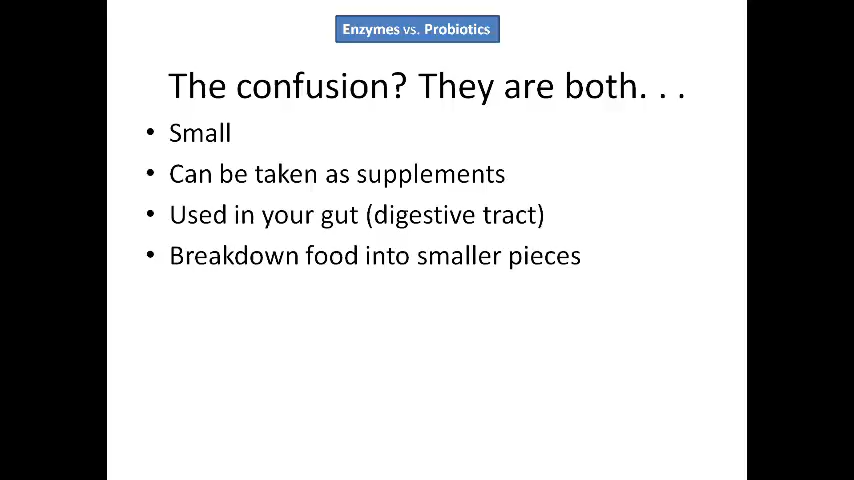 Enzymes vs. Probiotics
The confusion? They are both. . .
• Small
• Can be taken as supplements
• Used in your gut (digestive tract)
• Breakdown food into smaller pieces